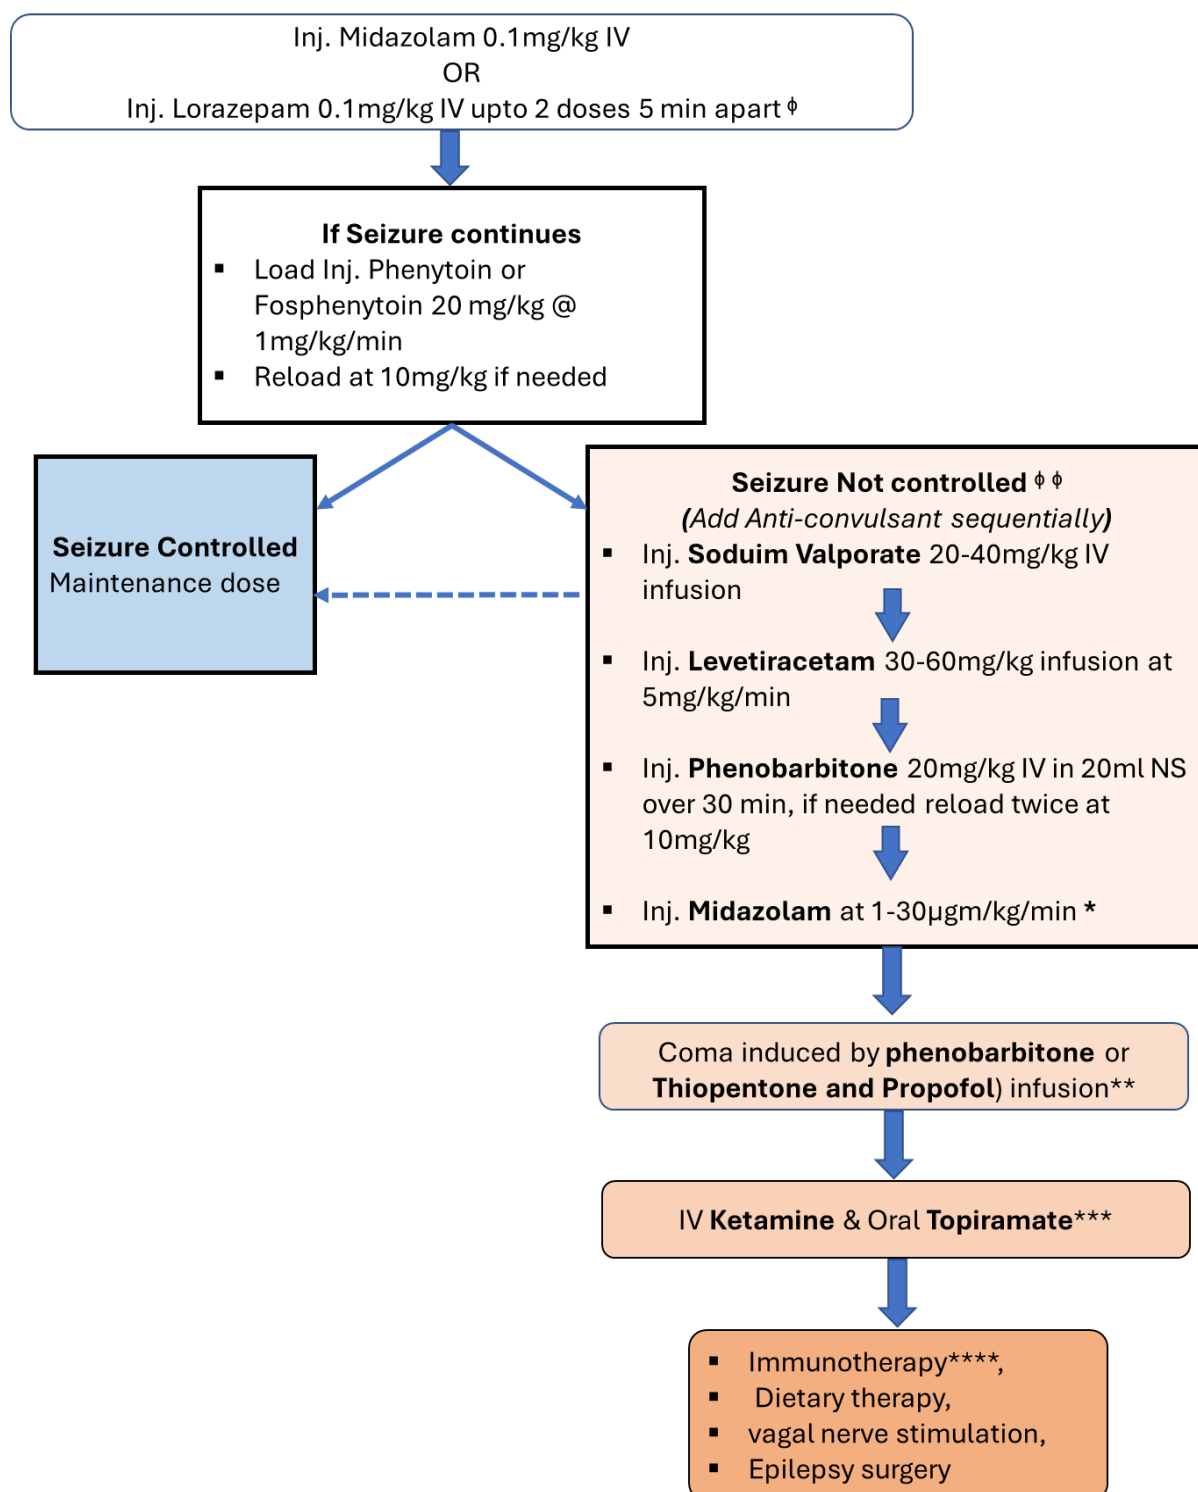 Inj. Midazolam 0.1mg/kg IV
OR
Inj. Lorazepam 0.1mg/kg IV upto 2 doses 5 min apart ϕ
If Seizure continues
▪ Load Inj. Phenytoin or
Fosphenytoin 20 mg/kg @
1mg/kg/min
▪ Reload at 10mg/kg if needed
Seizure Controlled
Maintenance dose
Seizure Not controlled ϕ ϕ
(Add Anti-convulsant sequentially)
▪ Inj. Soduim Valporate 20-40mg/kg IV
infusion
▪ Inj. Levetiracetam 30-60mg/kg infusion at
5mg/kg/min
▪ Inj. Phenobarbitone 20mg/kg IV in 20ml NS
over 30 min, if needed reload twice at
10mg/kg
▪ Inj. Midazolam at 1-30µgm/kg/min *
Coma induced by phenobarbitone or
Thiopentone and Propofol) infusion**
IV Ketamine & Oral Topiramate***
▪ Immunotherapy****,
▪ Dietary therapy,
▪ vagal nerve stimulation,
▪ Epilepsy surgery